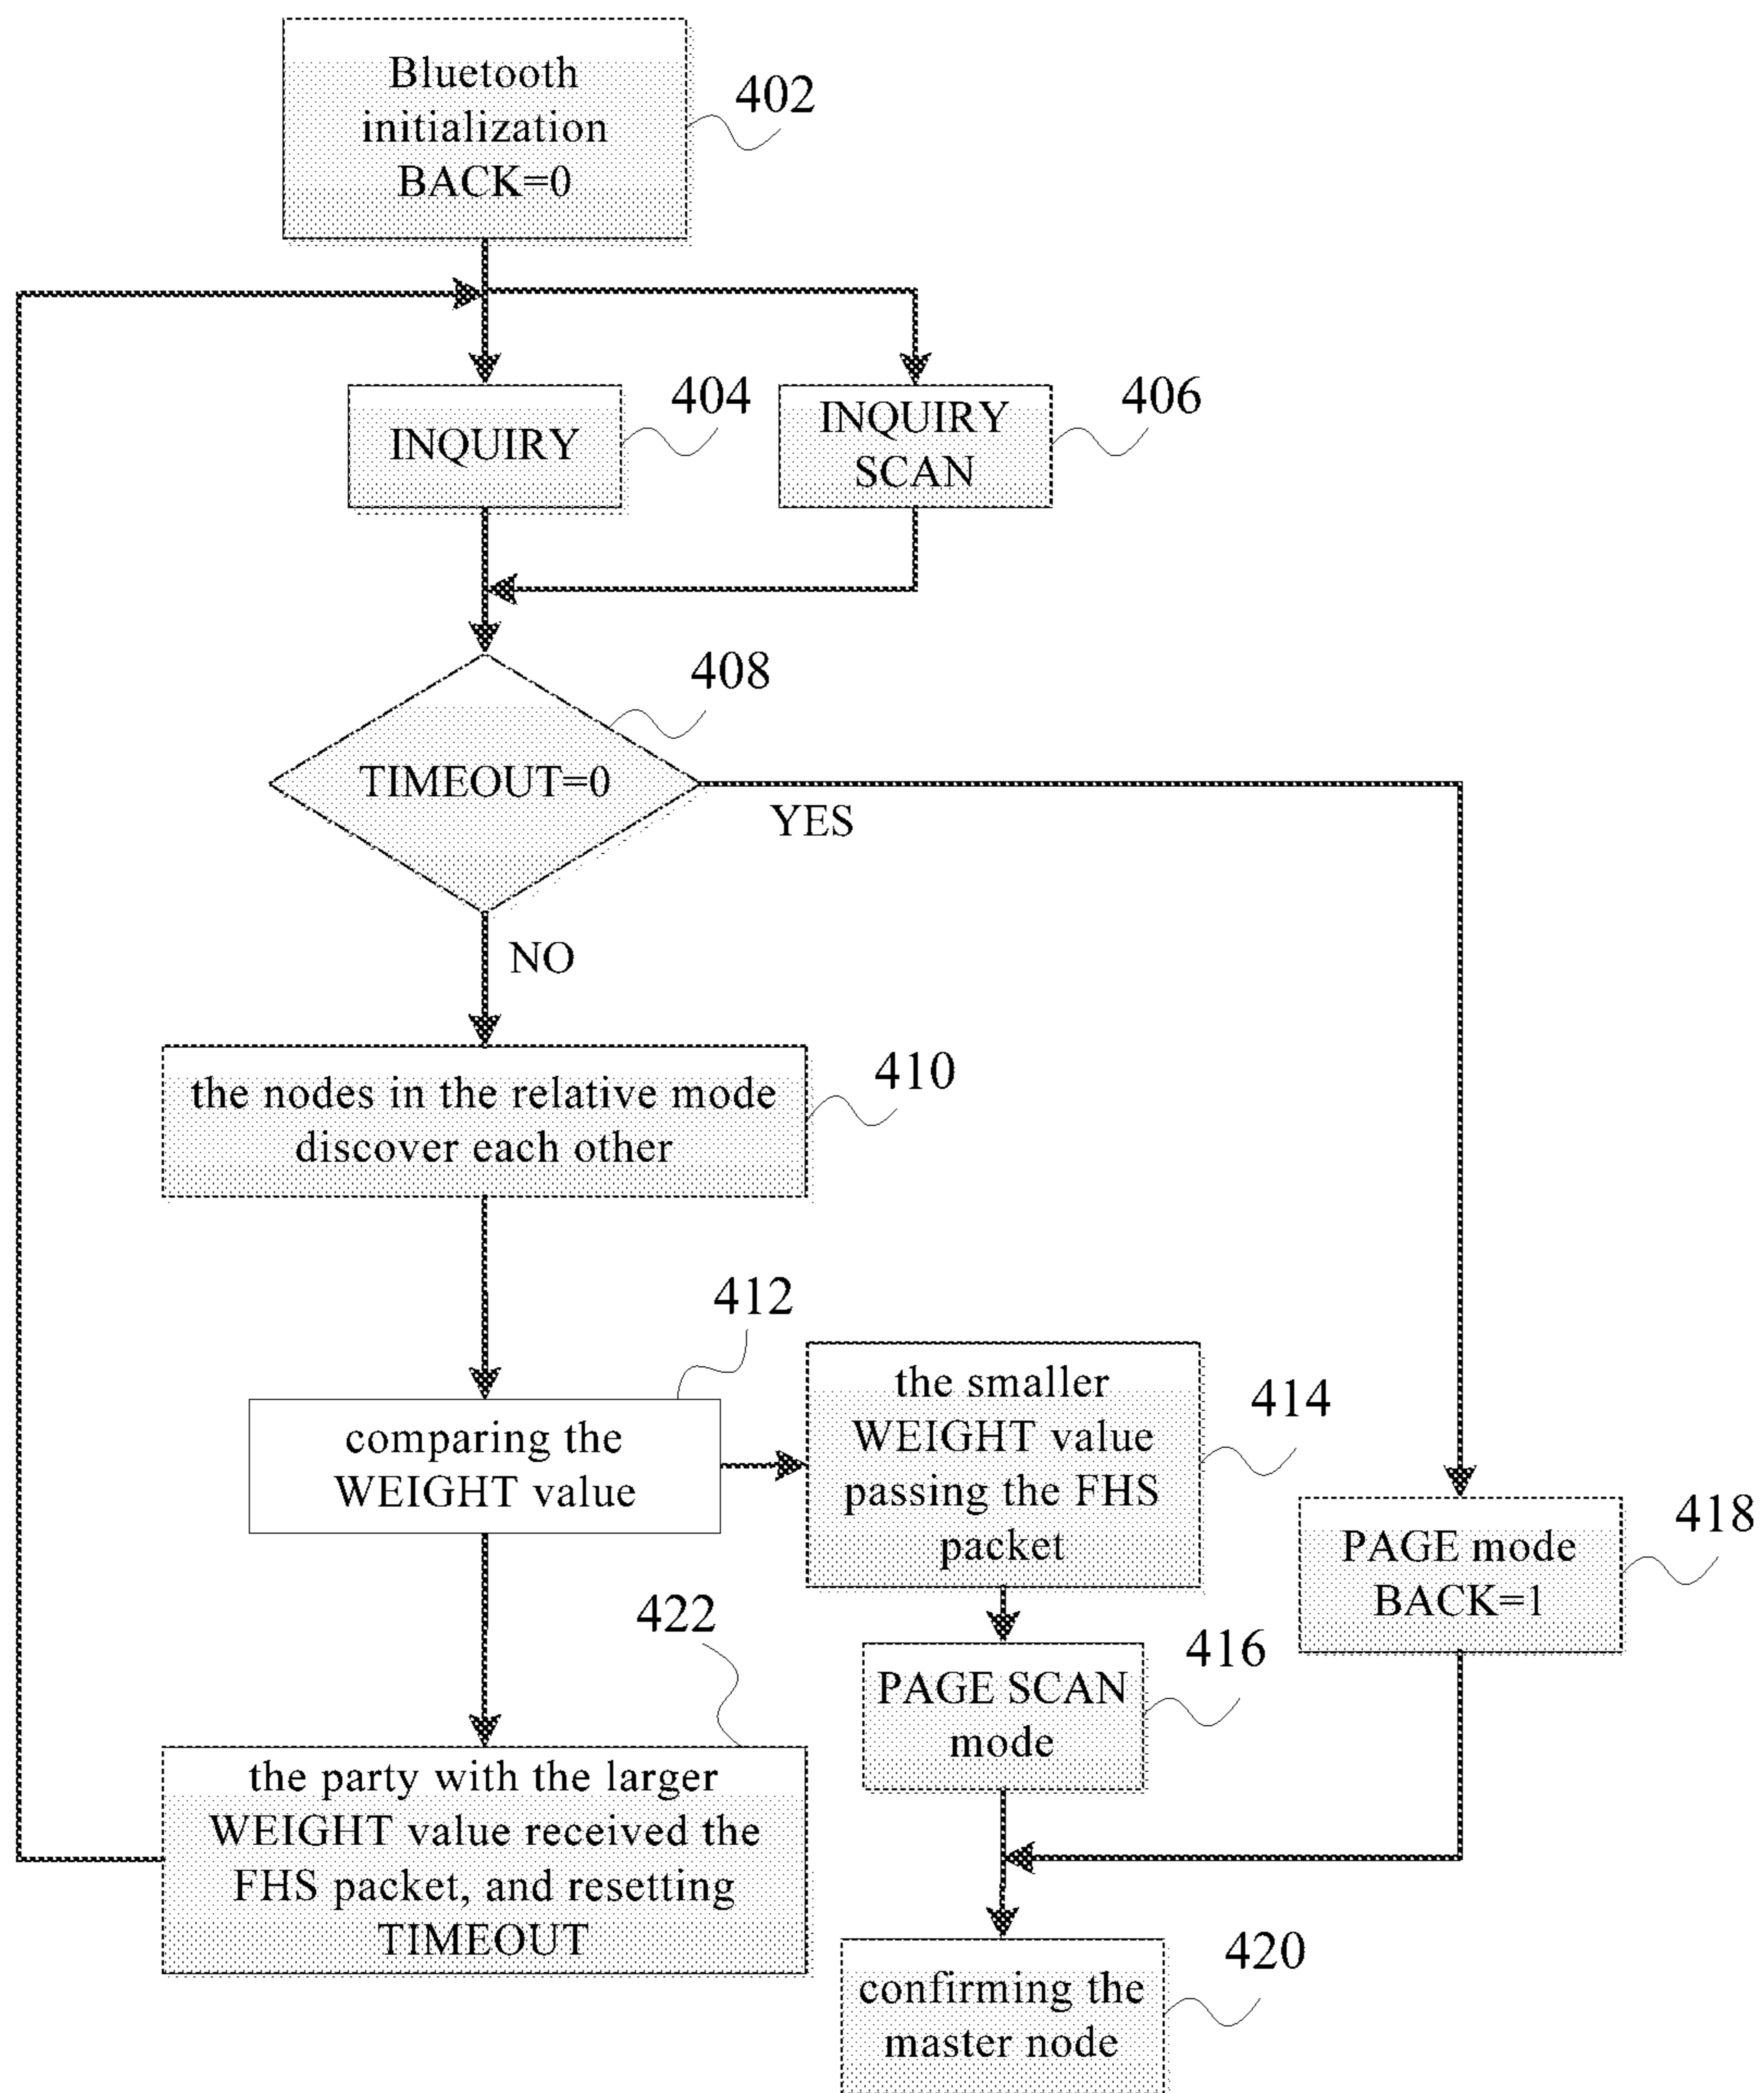 Bluetooth
initialization
BACK=0
402
INQUIRY
404
INQUIRY
SCAN
406
TIMEOUT=0
408
YES
NO
the nodes in the relative mode
discover each other
410
comparing the
WEIGHT value
412
the smaller
WEIGHT value
passing the FHS
packet
414
PAGE mode
BACK=1
418
PAGE SCAN
mode
416
the party with the larger
WEIGHT value received the
FHS packet, and resetting
TIMEOUT
422
confirming the
master node
420